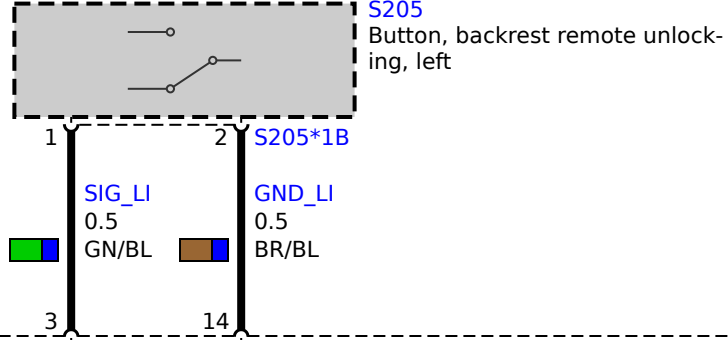 S205
Button, backrest remote unlock-
ing, left
1
2
S205*1B
SIG_LI
GND_LI
0.5
0.5
GN/BL
BR/BL
3
14